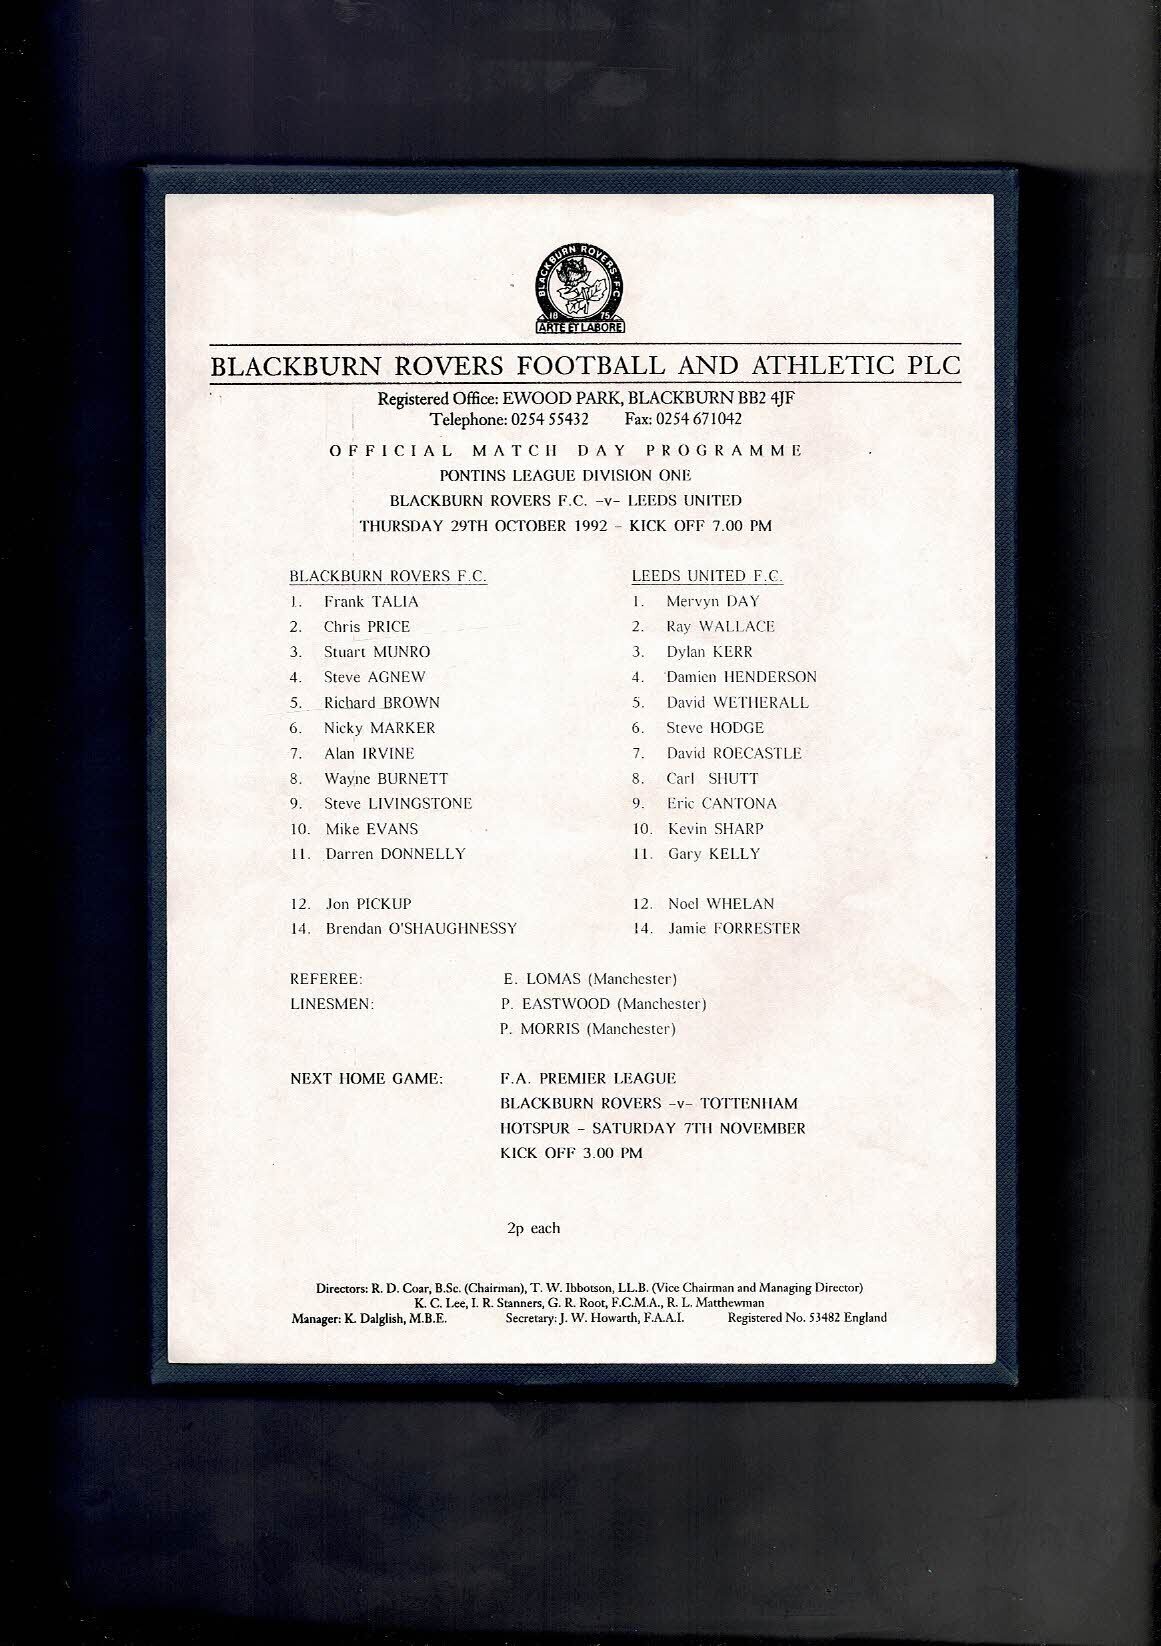 BLACKBURN ROVERS F.C.
18 75
ARTE ET LABORE
BLACKBURN ROVERS FOOTBALL AND ATHLETIC PLC
Registered Office: EWOOD PARK, BLACKBURN BB2 4JF
Telephone: 0254 55432 Fax: 0254 671042
OFFICIAL MATCH DAY PROGRAMME
PONTINS LEAGUE DIVISION ONE
BLACKBURN ROVERS F.C. -v- LEEDS UNITED
THURSDAY 29TH OCTOBER 1992 - KICK OFF 7.00 PM
BLACKBURN ROVERS F.C. LEEDS UNITED F.C.
1. Frank TALIA 1. Mervyn DAY
2. Chris PRICE 2. Ray WALLACE
3. Stuart MUNRO 3. Dylan KERR
4. Steve AGNEW 4. Damien HENDERSON
5. Richard BROWN 5. David WETHERALL
6. Nicky MARKER 6. Steve HODGE
7. Alan IRVINE 7. David ROECASTLE
8. Wayne BURNETT 8. Carl SHUTT
9. Steve LIVINGSTONE 9. Eric CANTONA
10. Mike EVANS 10. Kevin SHARP
11. Darren DONNELLY 11. Gary KELLY
12. Jon PICKUP 12. Noel WHELAN
14. Brendan O'SHAUGHNESSY 14. Jamie FORRESTER
REFEREE: E. LOMAS (Manchester)
LINESMEN: P. EASTWOOD (Manchester)
P. MORRIS (Manchester)
NEXT HOME GAME: F.A. PREMIER LEAGUE
BLACKBURN ROVERS -v- TOTTENHAM
HOTSPUR - SATURDAY 7TH NOVEMBER
KICK OFF 3.00 PM
2p each
Directors: R. D. Coar, B.Sc. (Chairman), T. W. Ibbotson, LL.B. (Vice Chairman and Managing Director)
K. C. Lee, I. R. Stanners, G. R. Root, F.C.M.A., R. L. Matthewman
Manager: K. Dalglish, M.B.E. Secretary: J. W. Howarth, F.A.A.I. Registered No. 53482 England